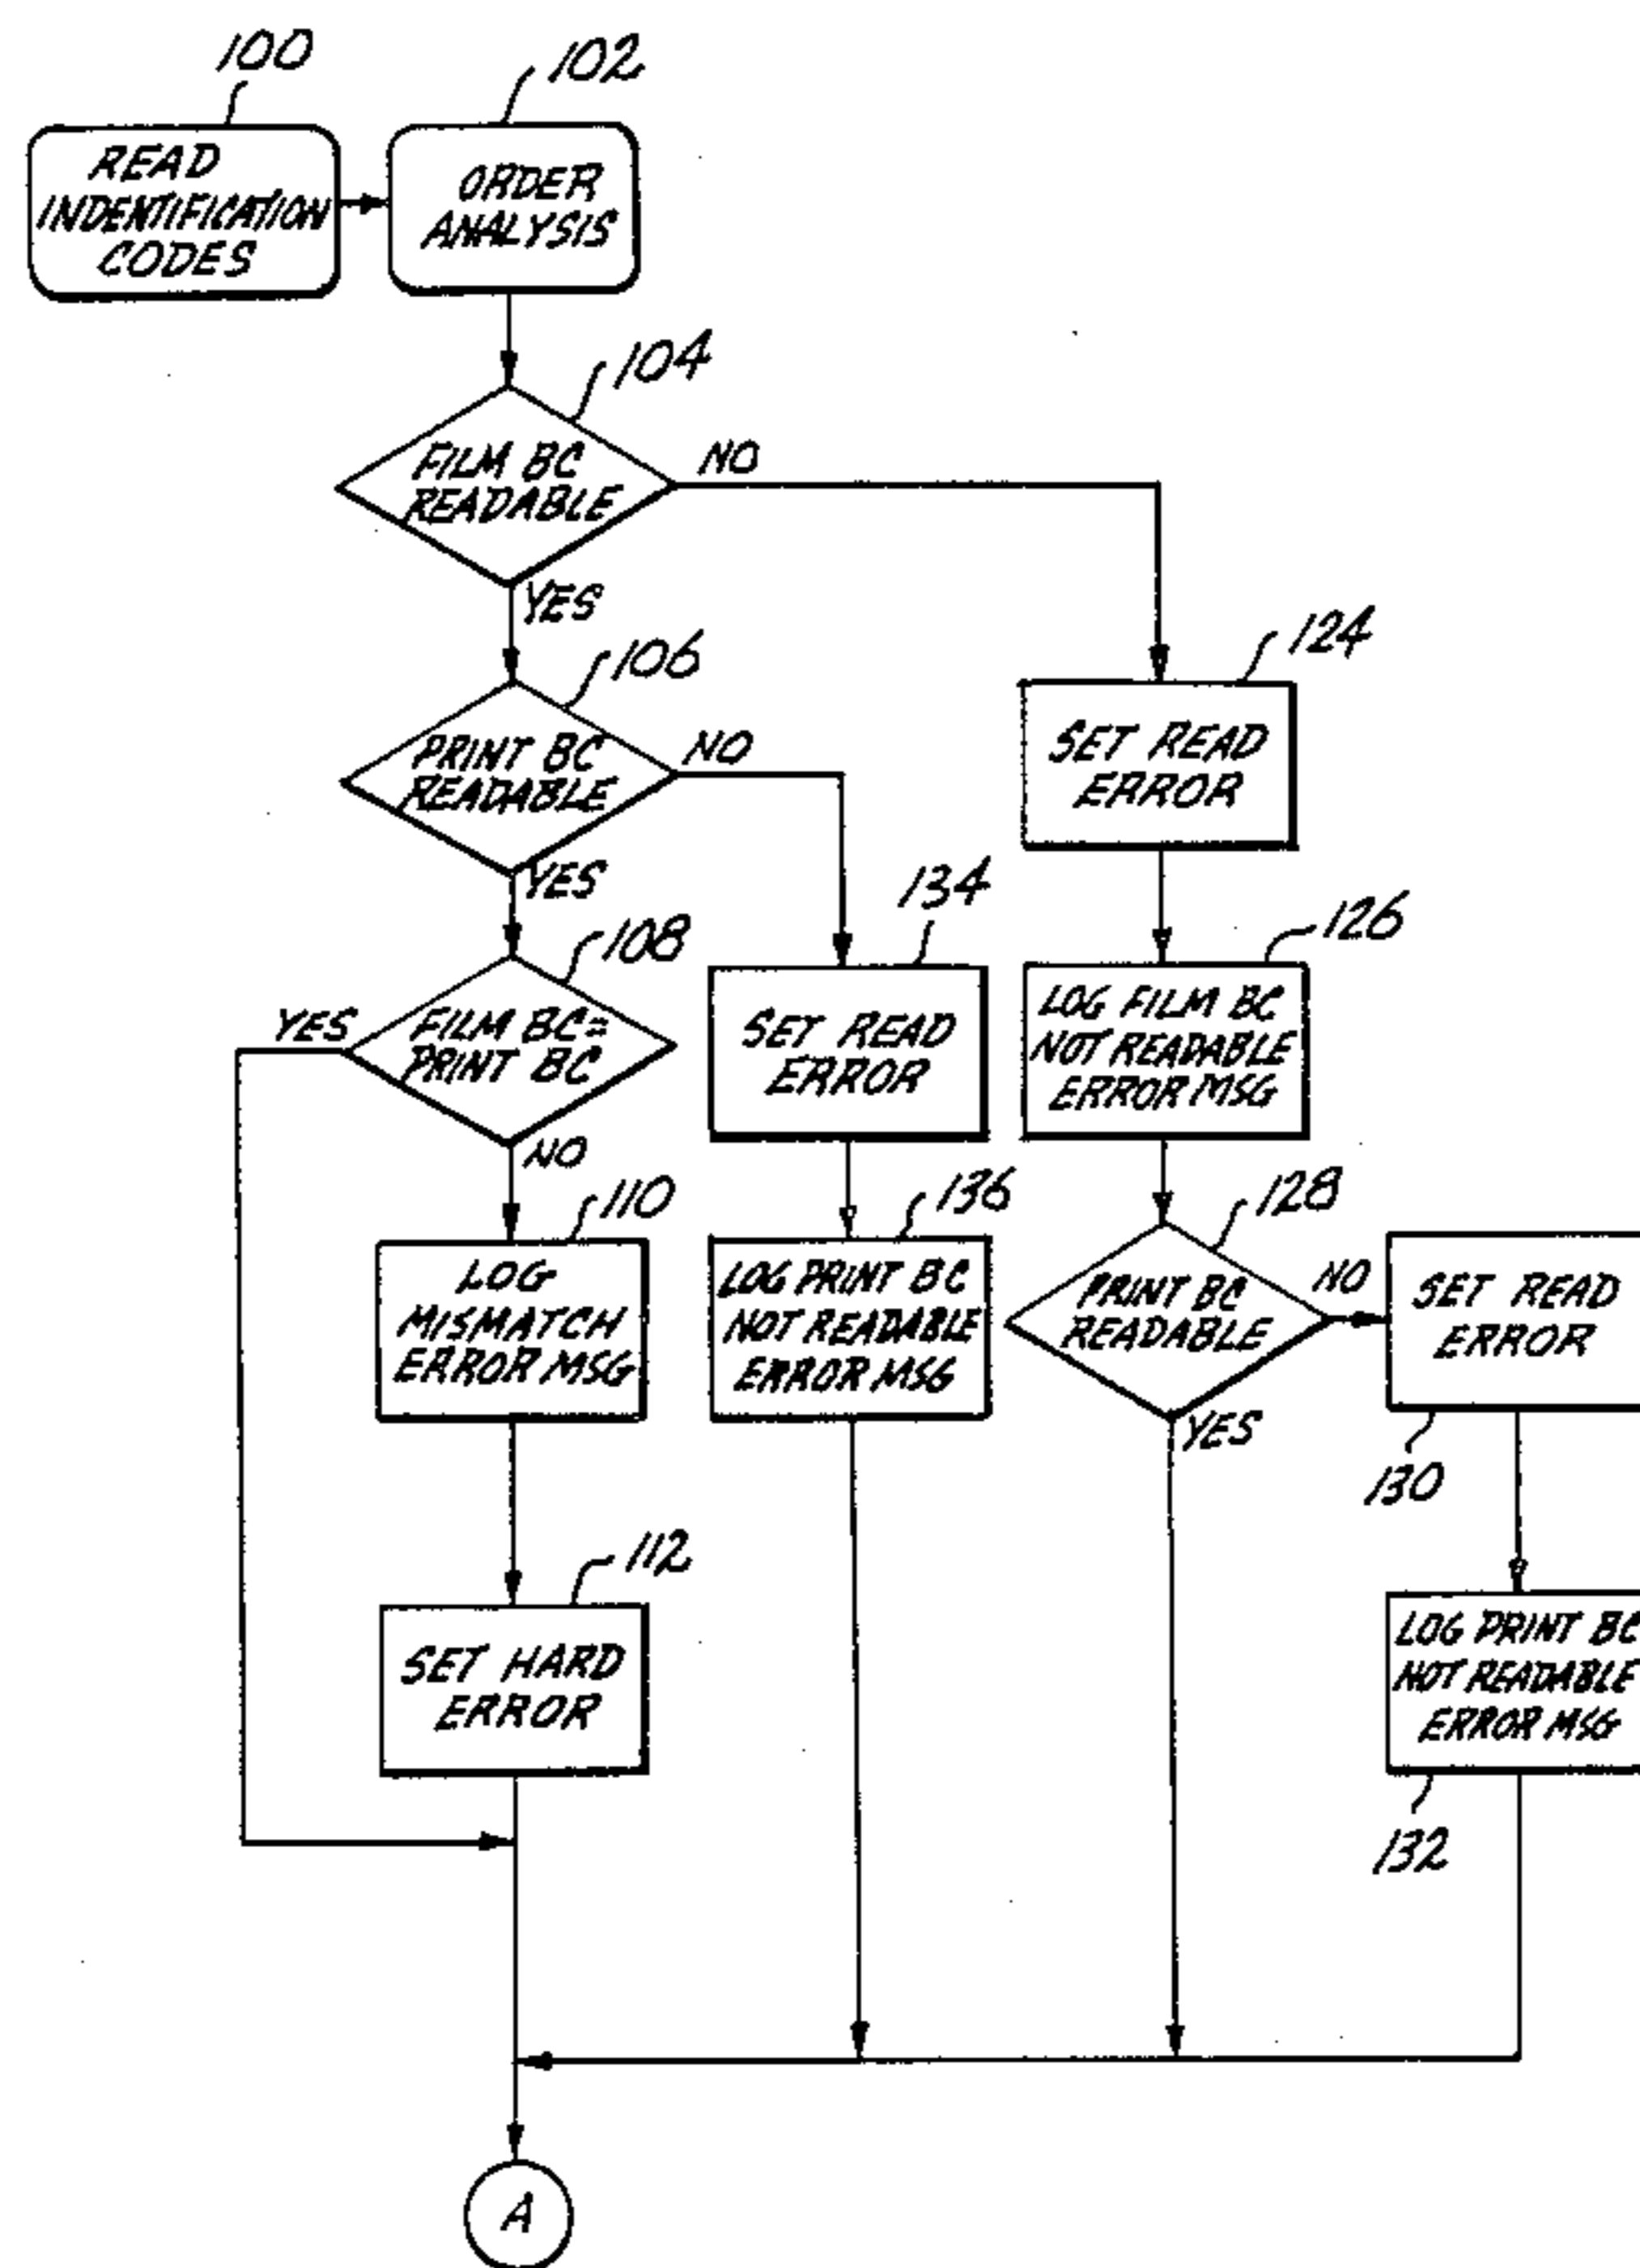 100
102
READ
INDENTIFICATION
CODES
ORDER
ANALYSIS
104
FILM BC
READABLE
NO
YES
106
PRINT BC
READABLE
NO
YES
124
SET READ
ERROR
108
FILM BC=
PRINT BC
YES
NO
134
SET READ
ERROR
126
LOG FILM BC
NOT READABLE
ERROR MSG
110
LOG
MISMATCH
ERROR MSG
136
LOG PRINT BC
NOT READABLE
ERROR MSG
128
PRINT BC
READABLE
NO
YES
SET READ
ERROR
130
112
SET HARD
ERROR
LOG PRINT BC
NOT READABLE
ERROR MSG
132
A